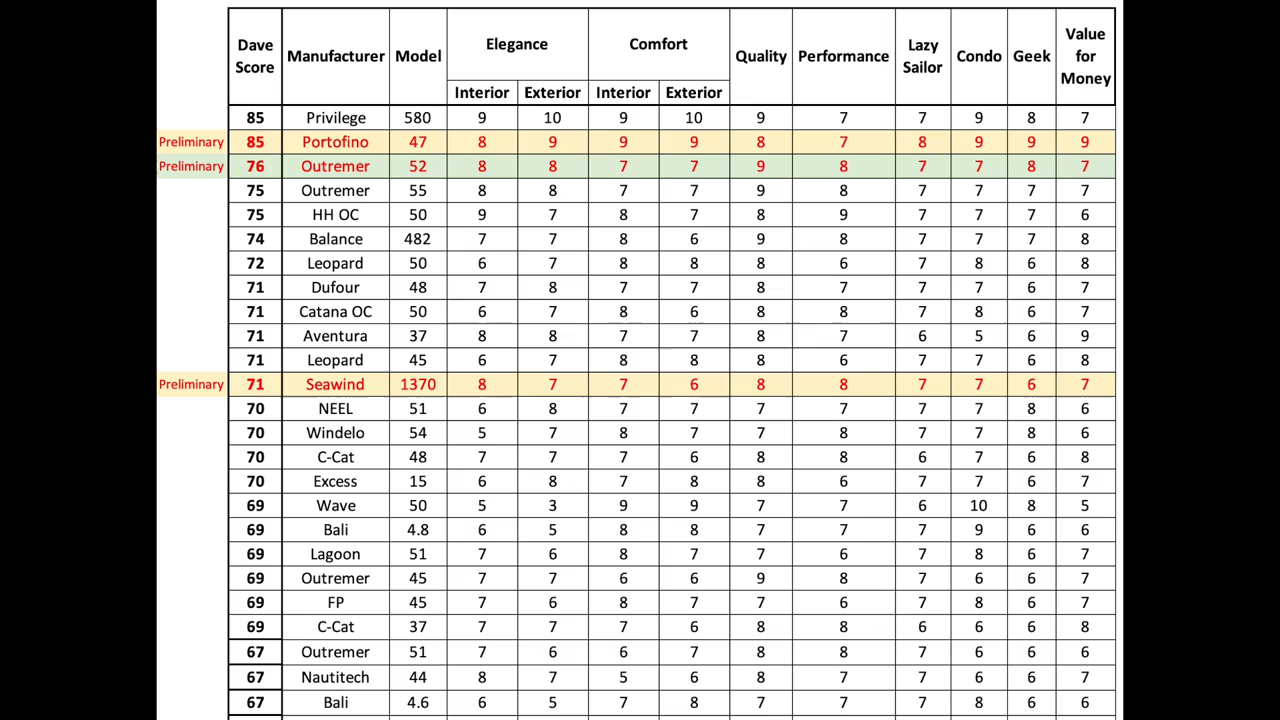 Dave Score Manufacturer Model Elegance Comfort Quality Performance Lazy Sailor Condo Geek Value for Money
Interior Exterior Interior Exterior
85 Privilege 580 9 10 9 10 9 7 7 9 8 7
Preliminary 85 Portofino 47 8 9 9 9 8 7 8 9 9 9
Preliminary 76 Outremer 52 8 8 7 7 9 8 7 7 8 7
75 Outremer 55 8 8 7 7 9 8 7 7 7 7
75 HH OC 50 9 7 8 7 8 9 7 7 7 6
74 Balance 482 7 7 8 6 9 8 7 7 7 8
72 Leopard 50 6 7 8 8 8 6 7 8 6 8
71 Dufour 48 7 8 7 7 8 7 7 7 6 7
71 Catana OC 50 6 7 8 6 8 8 7 8 6 7
71 Aventura 37 8 8 7 7 8 7 6 5 6 9
71 Leopard 45 6 7 8 8 8 6 7 7 6 8
Preliminary 71 Seawind 1370 8 7 7 6 8 8 7 7 6 7
70 NEEL 51 6 8 7 7 7 7 7 7 8 6
70 Windelo 54 5 7 8 7 7 8 7 7 8 6
70 C-Cat 48 7 7 7 6 8 8 6 7 6 8
70 Excess 15 6 8 7 8 8 6 7 7 6 7
69 Wave 50 5 3 9 9 7 7 6 10 8 5
69 Bali 4.8 6 5 8 8 7 7 7 9 6 6
69 Lagoon 51 7 6 8 7 7 6 7 8 6 7
69 Outremer 45 7 7 6 6 9 8 7 6 6 7
69 FP 45 7 6 8 7 7 6 7 8 6 7
69 C-Cat 37 7 7 7 6 8 8 6 6 6 8
67 Outremer 51 7 6 6 7 8 8 7 6 6 6
67 Nautitech 44 8 7 5 6 8 7 7 6 6 7
67 Bali 4.6 6 5 7 8 7 7 7 8 6 6